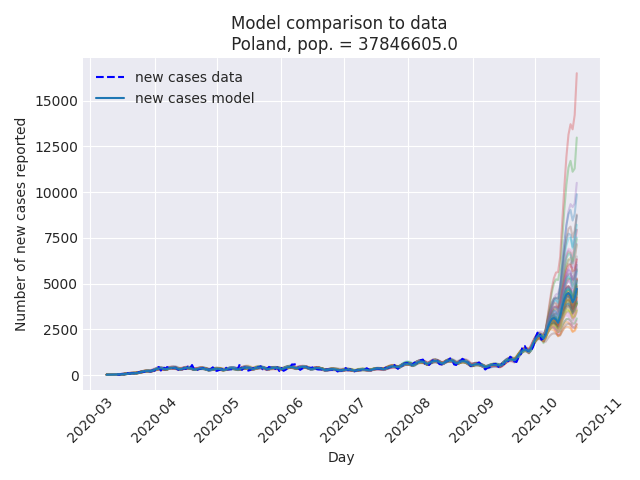 Model comparison to data
Poland, pop. = 37846605.0
new cases data
new cases model
Number of new cases reported
15000
12500
10000
7500
5000
2500
0
2020-03
2020-04
2020-05
2020-06
2020-07
2020-08
2020-09
2020-10
2020-11
Day